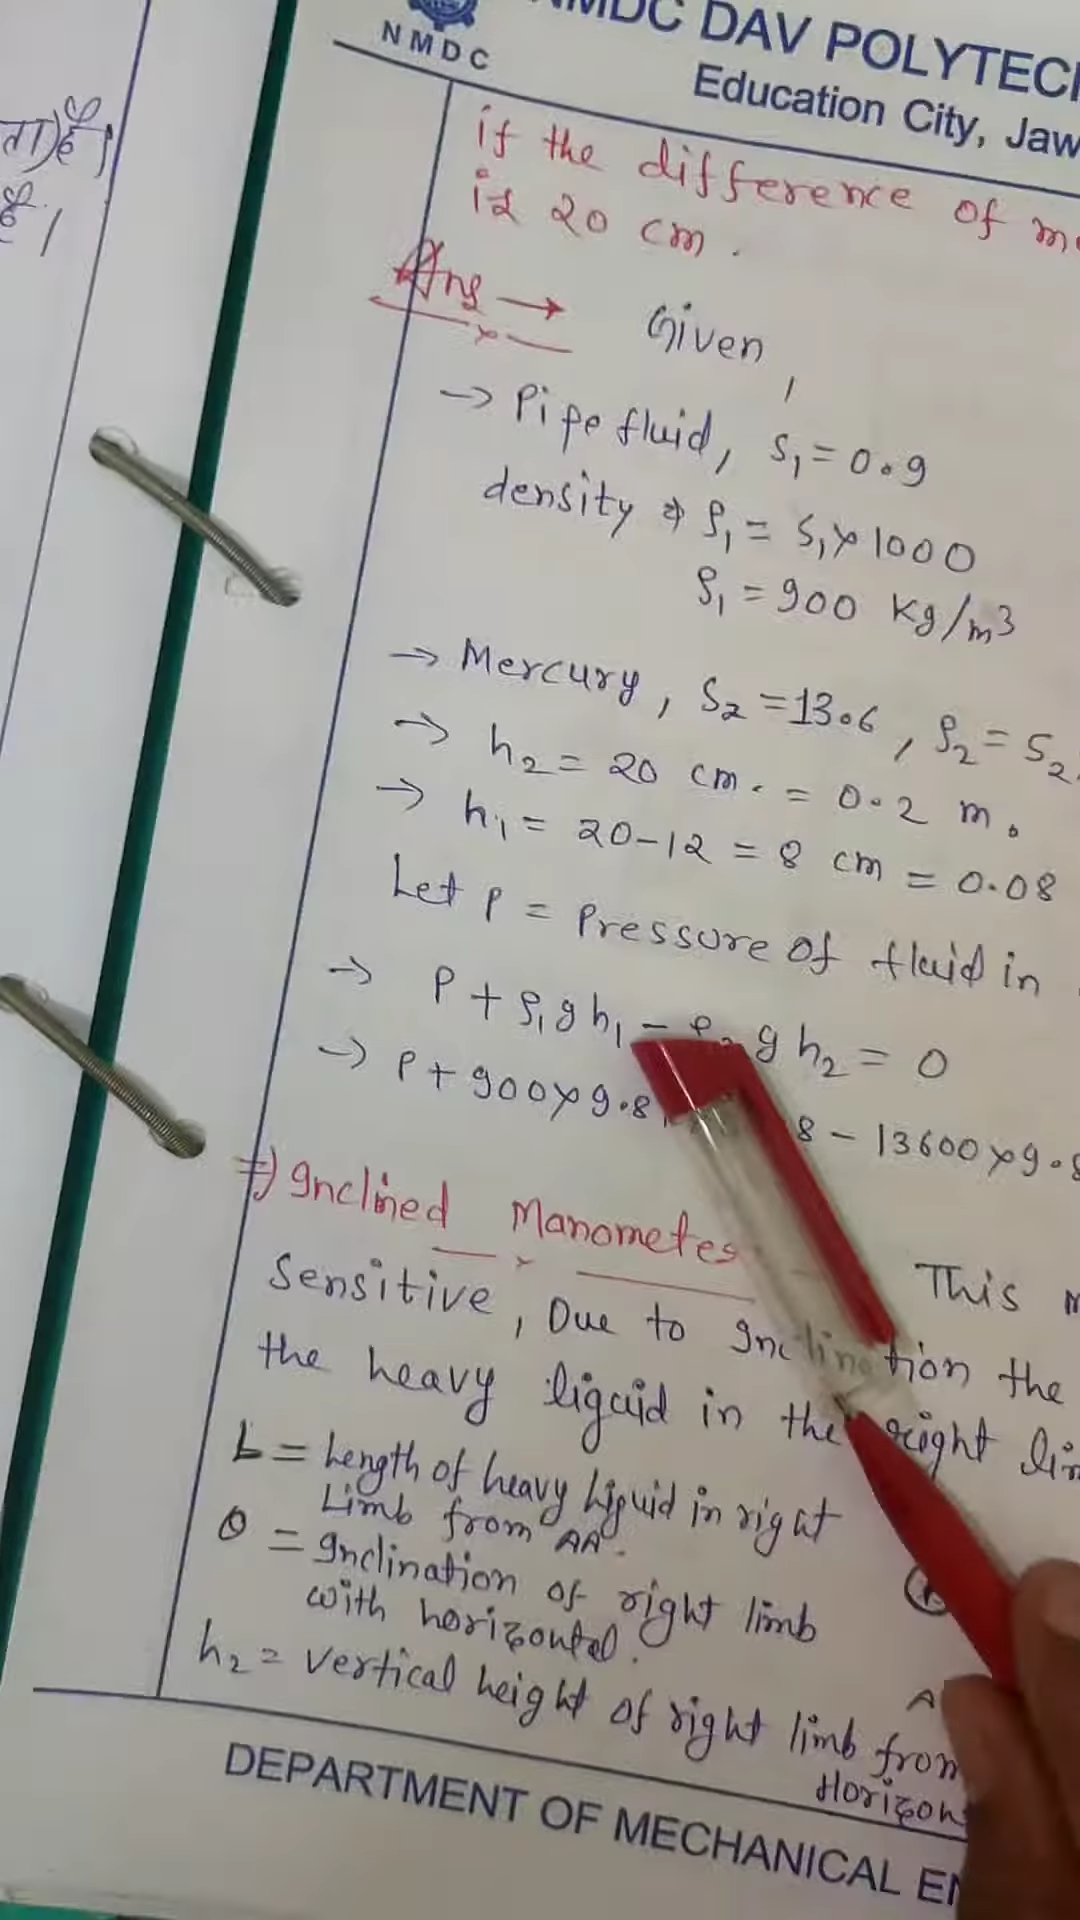 NMDC DAV POLYTECH
NMDC
Education City, Jaw
ता) है।
है।
if the difference of m
is 20 cm.
Ans → Given,
→ Pipe fluid, S₁ = 0.9
density ⇒ ρ₁ = S₁ × 1000
ρ₁ = 900 kg/m³
→ Mercury, S₂ = 13.6, ρ₂ = S₂
→ h₂ = 20 cm. = 0.2 m.
→ h₁ = 20-12 = 8 cm = 0.08
Let P = Pressure of fluid in
→ P + ρ₁gh₁ - ρ₂gh₂ = 0
→ P + 900×9.8 8 - 13600×9.8
⇒) Inclined Manometer This m
Sensitive, Due to Inclination the
the heavy liquid in the right lim
L = Length of heavy liquid in right
Limb from AA.
θ = Inclination of right limb
with horizontal.
h₂ = vertical height of right limb from
A
Horizon
DEPARTMENT OF MECHANICAL EN